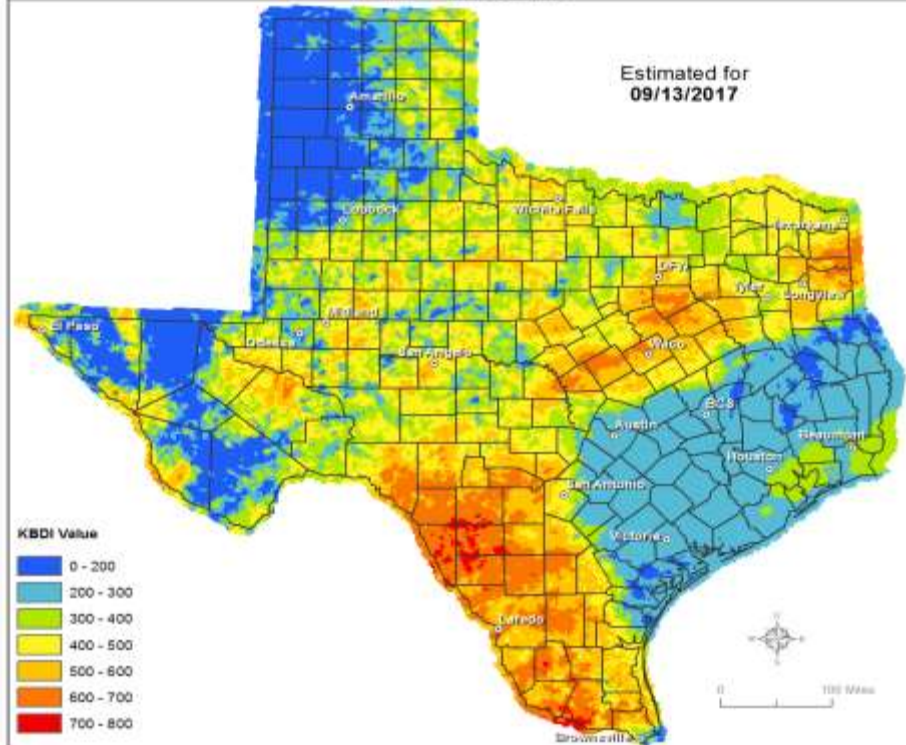 Estimated for
09/13/2017
Amarillo
Lubbock
Wichita Falls
Texarkana
DFW
Tyler
Longview
El Paso
Midland
Odessa
Waco
San Angelo
BCS
Austin
Beaumont
Houston
San Antonio
Victoria
KBDI Value
0 - 200
200 - 300
300 - 400
400 - 500
500 - 600
600 - 700
700 - 800
Laredo
0 100 Miles
Brownsville